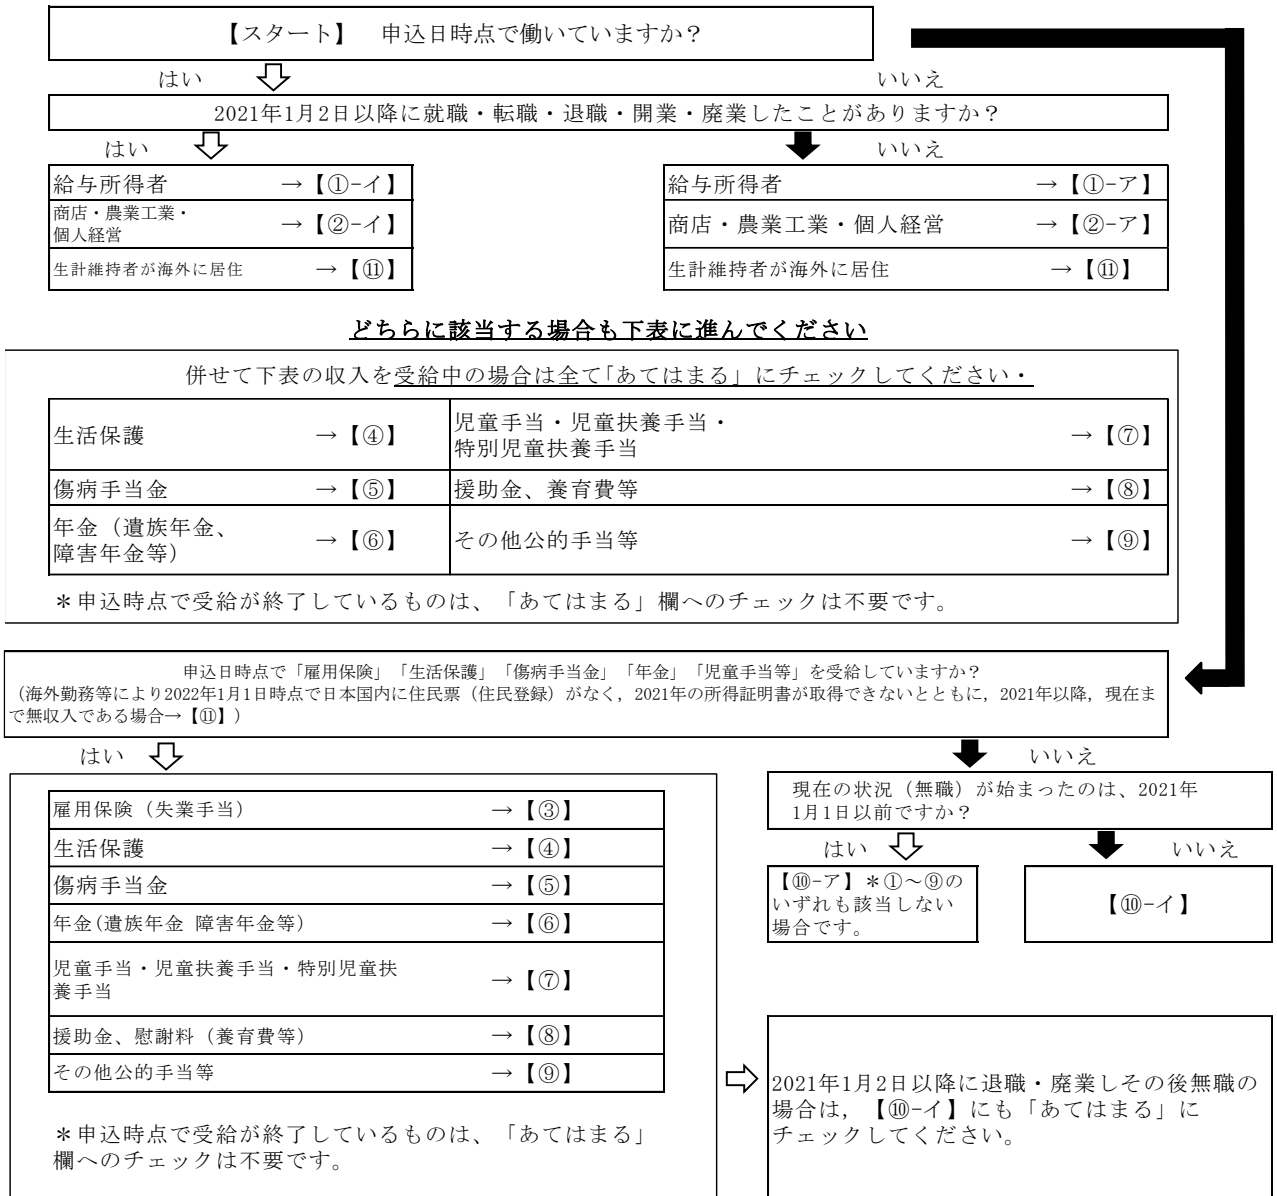 【スタート】　申込日時点で働いていますか？
はい
いいえ
2021年1月2日以降に就職・転職・退職・開業・廃業したことがありますか？
はい
いいえ
給与所得者 →【①-イ】
商店・農業工業・
個人経営 →【②-イ】
生計維持者が海外に居住 →【⑪】
給与所得者 →【①-ア】
商店・農業工業・個人経営 →【②-ア】
生計維持者が海外に居住 →【⑪】
どちらに該当する場合も下表に進んでください
併せて下表の収入を受給中の場合は全て「あてはまる」にチェックしてください・
生活保護 →【④】
児童手当・児童扶養手当・
特別児童扶養手当 →【⑦】
傷病手当金 →【⑤】
援助金、養育費等 →【⑧】
年金（遺族年金、
障害年金等） →【⑥】
その他公的手当等 →【⑨】
＊申込時点で受給が終了しているものは、「あてはまる」欄へのチェックは不要です。
申込日時点で「雇用保険」「生活保護」「傷病手当金」「年金」「児童手当等」を受給していますか？
（海外勤務等により2022年1月1日時点で日本国内に住民票（住民登録）がなく，2021年の所得証明書が取得できないとともに，2021年以降，現在ま
で無収入である場合→【⑪】）
はい
いいえ
雇用保険（失業手当） →【③】
生活保護 →【④】
傷病手当金 →【⑤】
年金(遺族年金 障害年金等） →【⑥】
児童手当・児童扶養手当・特別児童扶
養手当 →【⑦】
援助金、慰謝料（養育費等） →【⑧】
その他公的手当等 →【⑨】
＊申込時点で受給が終了しているものは、「あてはまる」
欄へのチェックは不要です。
現在の状況（無職）が始まったのは、2021年
1月1日以前ですか？
はい
いいえ
【⑩-ア】＊①～⑨の
いずれも該当しない
場合です。
【⑩-イ】
2021年1月2日以降に退職・廃業しその後無職の
場合は，【⑩-イ】にも「あてはまる」に
チェックしてください。